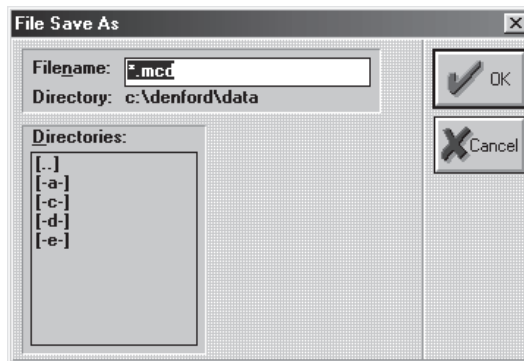 File Save As
Filename: *.mcd
Directory: c:\denford\data
Directories:
[..]
[-a-]
[-c-]
[-d-]
[-e-]
OK
Cancel